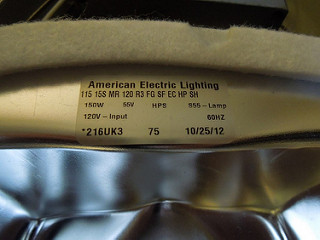 American Electric Lighting
115 15S MR 120 R3 FG SF EC HP SH
150W 55V HPS S55-Lamp
120V-Input 60HZ
*216UK3 75 10/25/12